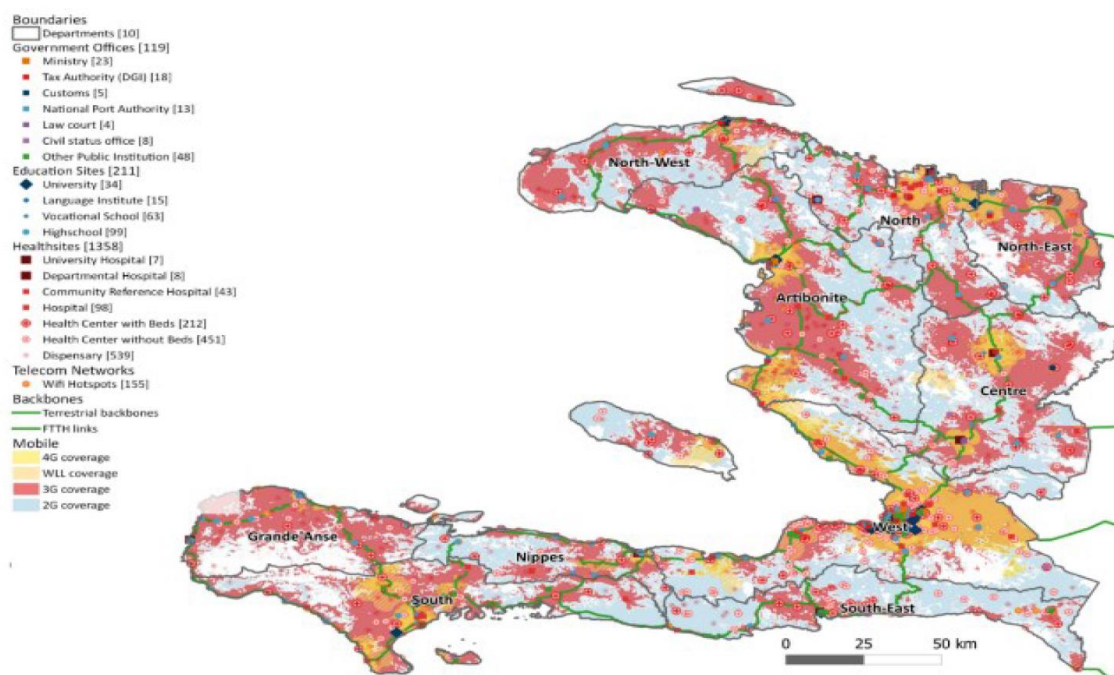 Boundaries
Departments [10]
Government Offices [119]
Ministry [23]
Tax Authority (DGI) [18]
Customs [5]
National Port Authority [13]
Law court [4]
Civil status office [8]
Other Public Institution [48]
Education Sites [211]
University [34]
Language Institute [15]
Vocational School [63]
Highschool [99]
Healthsites [1358]
University Hospital [7]
Departmental Hospital [8]
Community Reference Hospital [43]
Hospital [98]
Health Center with Beds [212]
Health Center without Beds [451]
Dispensary [539]
Telecom Networks
Wifi Hotspots [155]
Backbones
Terrestrial backbones
FTTH links
Mobile
4G coverage
WLL coverage
3G coverage
2G coverage
North-West
North
North-East
Artibonite
Centre
West
Grande Anse
Nippes
South
South-East
0 25 50 km